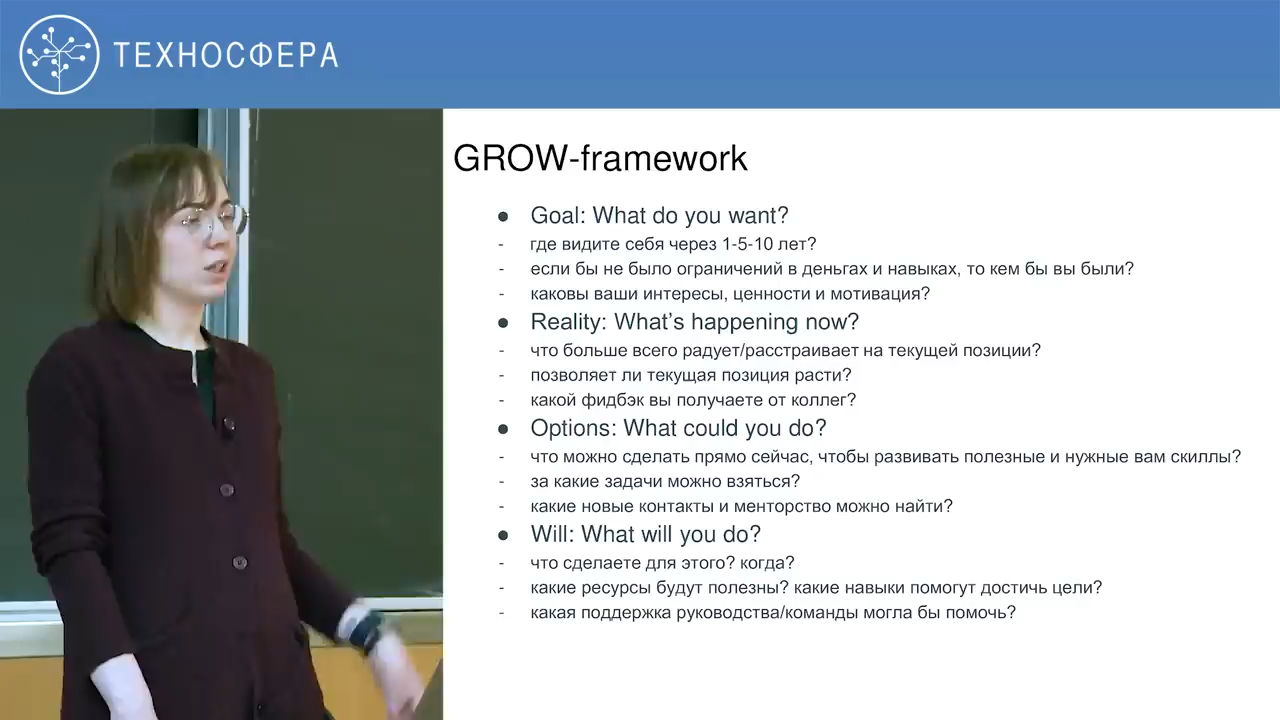 ТЕХНОСФЕРА
GROW-framework
● Goal: What do you want?
- где видите себя через 1-5-10 лет?
- если бы не было ограничений в деньгах и навыках, то кем бы вы были?
- каковы ваши интересы, ценности и мотивация?
● Reality: What’s happening now?
- что больше всего радует/расстраивает на текущей позиции?
- позволяет ли текущая позиция расти?
- какой фидбэк вы получаете от коллег?
● Options: What could you do?
- что можно сделать прямо сейчас, чтобы развивать полезные и нужные вам скиллы?
- за какие задачи можно взяться?
- какие новые контакты и менторство можно найти?
● Will: What will you do?
- что сделаете для этого? когда?
- какие ресурсы будут полезны? какие навыки помогут достичь цели?
- какая поддержка руководства/команды могла бы помочь?